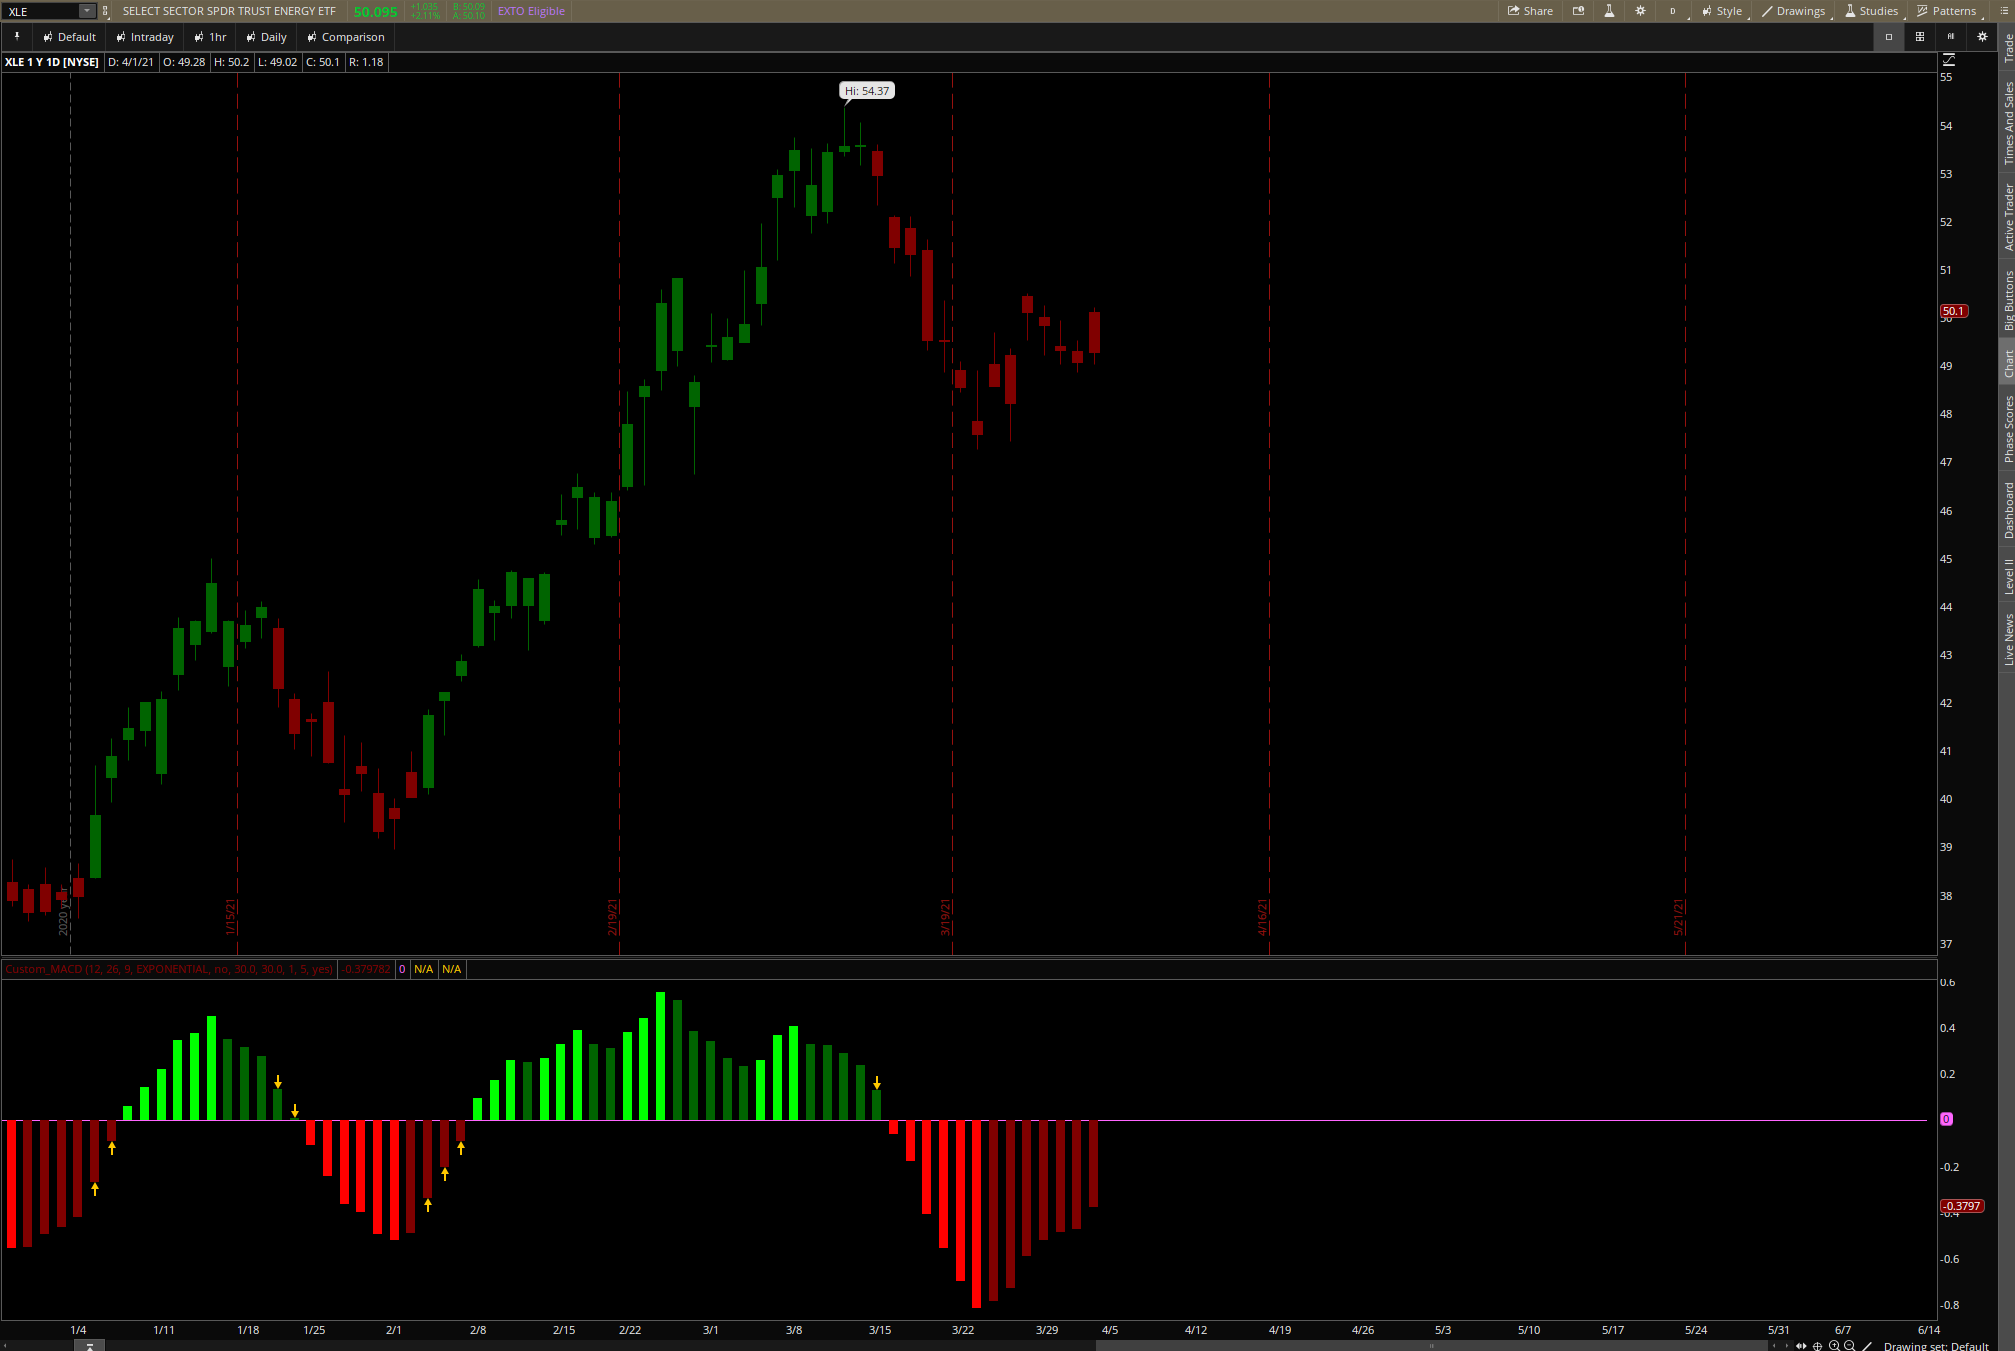 XLE SELECT SECTOR SPDR TRUST ENERGY ETF 50.095 +1.035 +2.11% B: 50.09 A: 50.10 EXTO Eligible Share D Style Drawings Studies Patterns
Default Intraday 1hr Daily Comparison All
XLE 1 Y 1D [NYSE] D: 4/1/21 O: 49.28 H: 50.2 L: 49.02 C: 50.1 R: 1.18
Hi: 54.37
55
54
53
52
51
50.1
50
49
48
47
46
45
44
43
42
41
40
39
38
37
2020 year
1/15/21
2/19/21
3/19/21
4/16/21
5/21/21
Custom_MACD (12, 26, 9, EXPONENTIAL, no, 30.0, 30.0, 1, 5, yes) -0.379782 0 N/A N/A
0.6
0.4
0.2
0
-0.2
-0.3797
-0.4
-0.6
-0.8
1/4 1/11 1/18 1/25 2/1 2/8 2/15 2/22 3/1 3/8 3/15 3/22 3/29 4/5 4/12 4/19 4/26 5/3 5/10 5/17 5/24 5/31 6/7 6/14
Drawing set: Default
Trade
Times And Sales
Active Trader
Big Buttons
Chart
Phase Scores
Dashboard
Level II
Live News